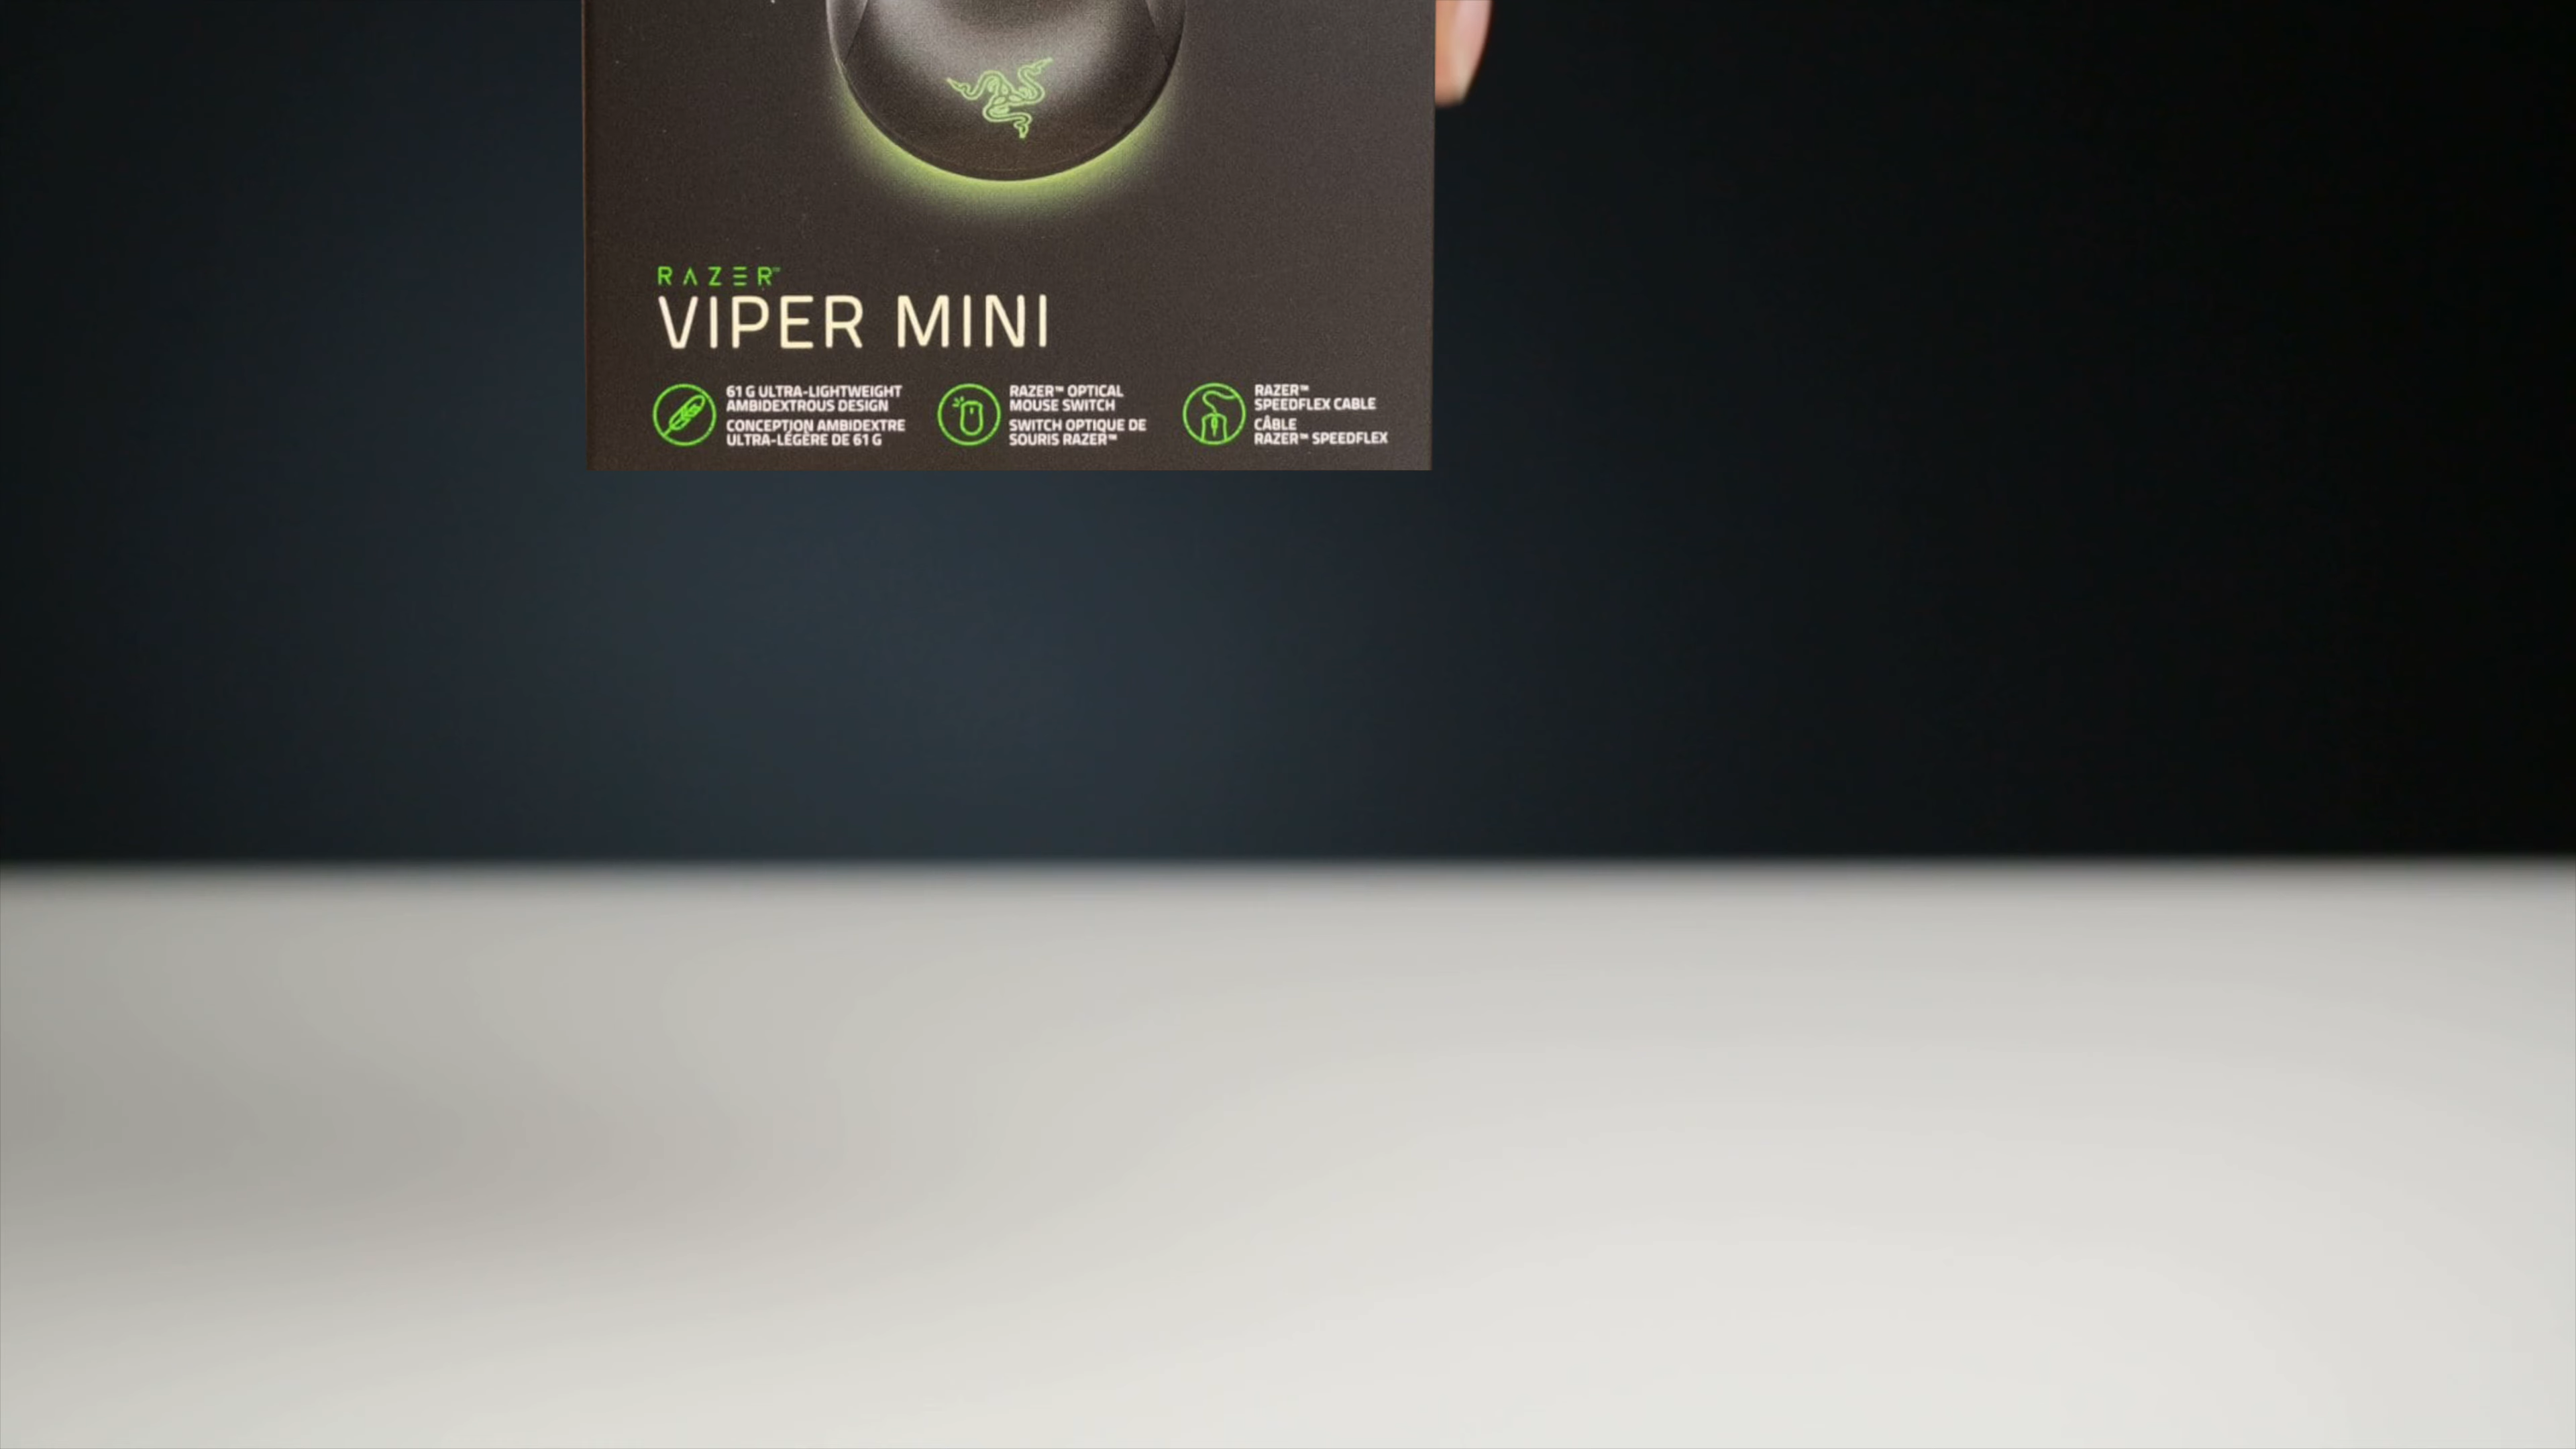 RAZER™
VIPER MINI
61 G ULTRA-LIGHTWEIGHT
AMBIDEXTROUS DESIGN
CONCEPTION AMBIDEXTRE
ULTRA-LÉGÈRE DE 61 G
RAZER™ OPTICAL
MOUSE SWITCH
SWITCH OPTIQUE DE
SOURIS RAZER™
RAZER™
SPEEDFLEX CABLE
CÂBLE
RAZER™ SPEEDFLEX